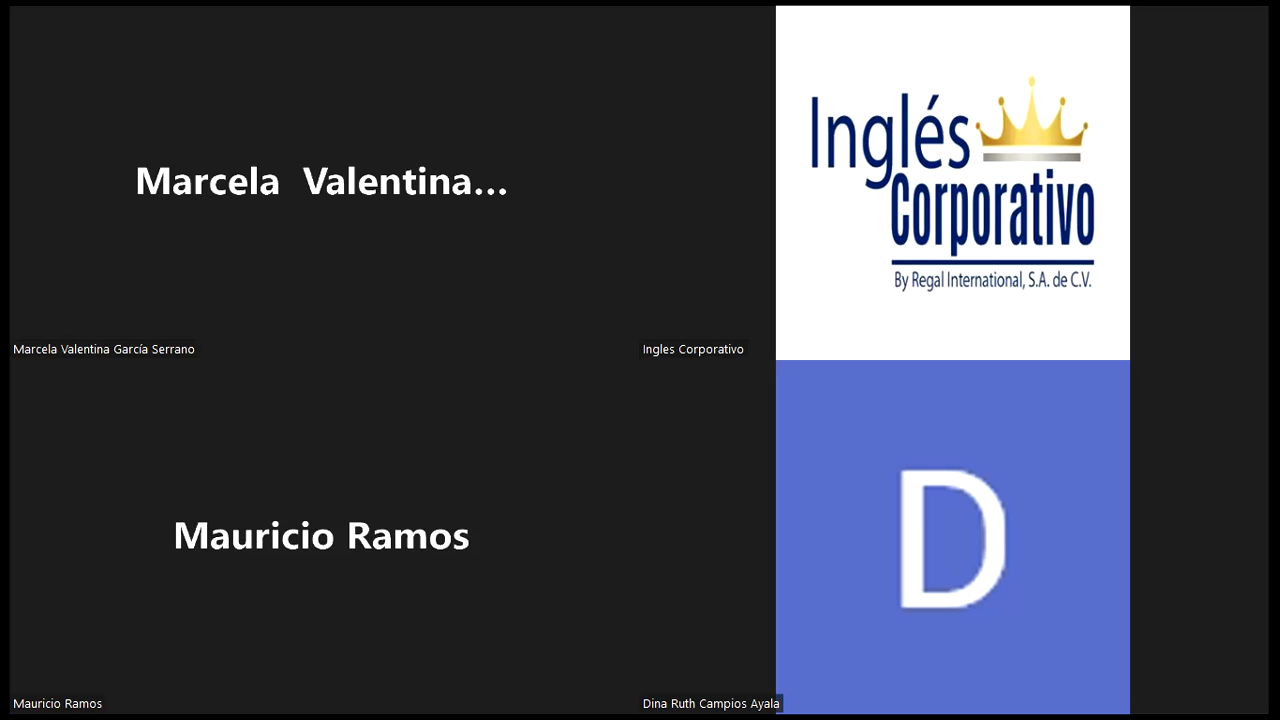 Marcela Valentina...
Marcela Valentina García Serrano
Inglés
Corporativo
By Regal International, S.A. de C.V.
Ingles Corporativo
Mauricio Ramos
Mauricio Ramos
D
Dina Ruth Campios Ayala